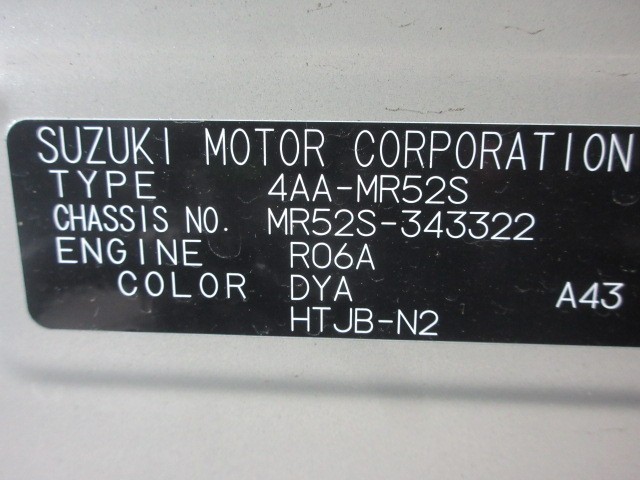 SUZUKI MOTOR CORPORATION
TYPE 4AA-MR52S
CHASSIS NO. MR52S-343322
ENGINE R06A
COLOR DYA A43
HTJB-N2